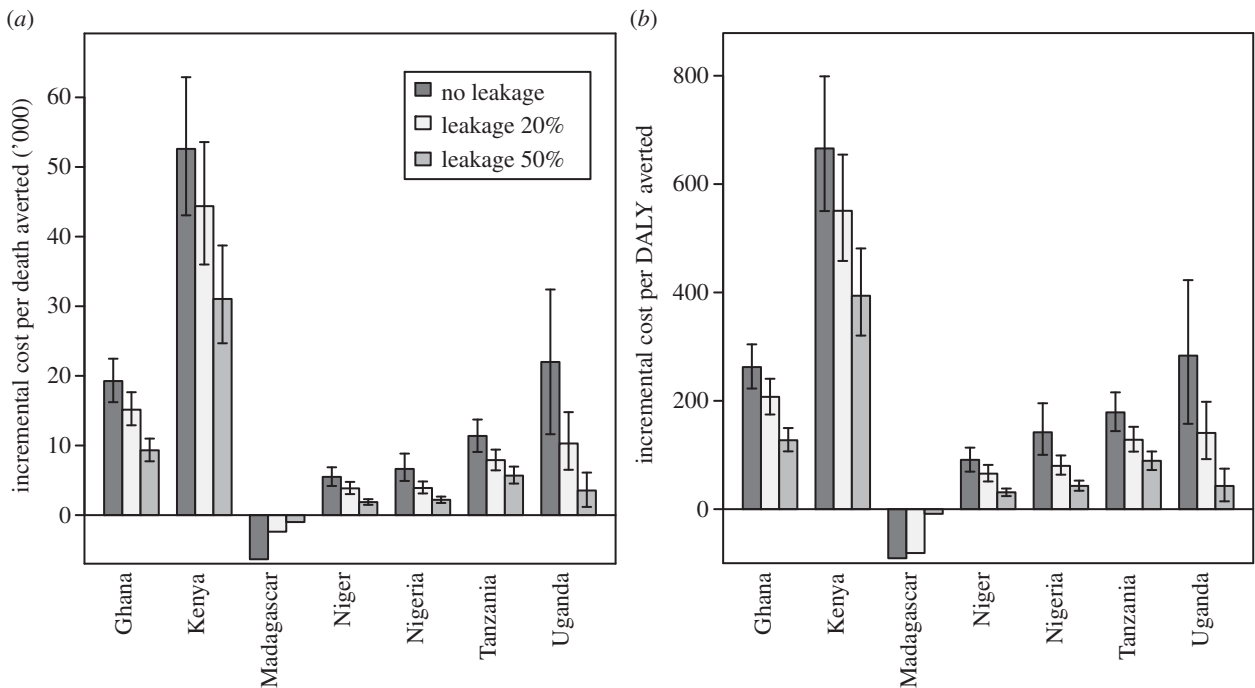 (a)
incremental cost per death averted ('000)
60
50
40
30
20
10
0
no leakage
leakage 20%
leakage 50%
Ghana
Kenya
Madagascar
Niger
Nigeria
Tanzania
Uganda
(b)
incremental cost per DALY averted
800
600
400
200
0
Ghana
Kenya
Madagascar
Niger
Nigeria
Tanzania
Uganda